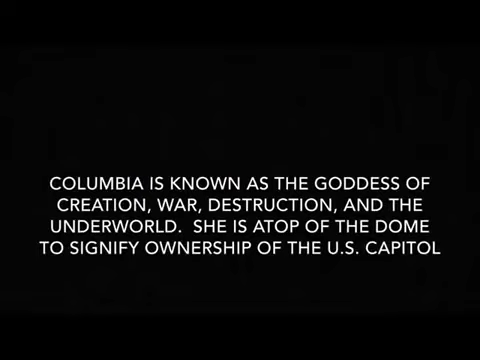 COLUMBIA IS KNOWN AS THE GODDESS OF
CREATION, WAR, DESTRUCTION, AND THE
UNDERWORLD.  SHE IS ATOP OF THE DOME
TO SIGNIFY OWNERSHIP OF THE U.S. CAPITOL